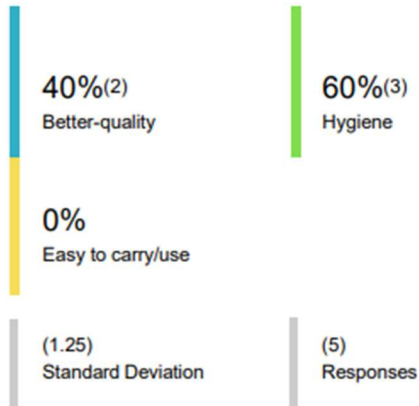 40%(2)
Better-quality
60%(3)
Hygiene
0%
Easy to carry/use
(1.25)
Standard Deviation
(5)
Responses